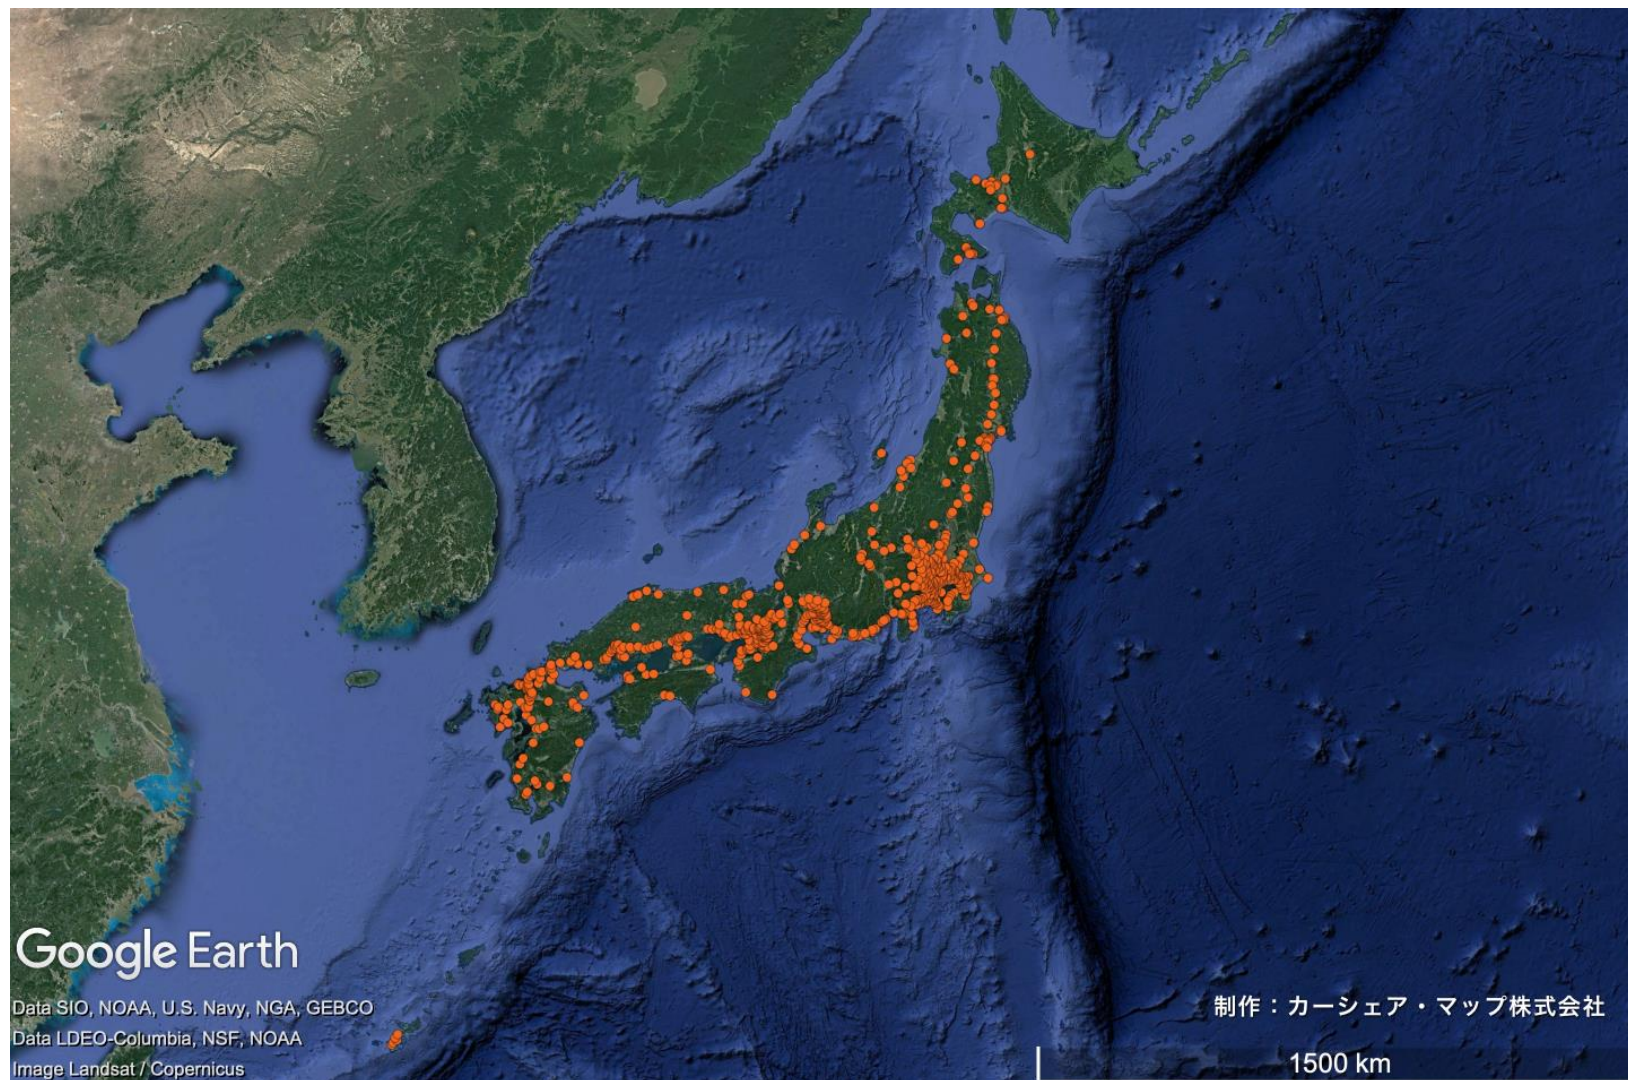 Google Earth
Data SIO, NOAA, U.S. Navy, NGA, GEBCO
Data LDEO-Columbia, NSF, NOAA
Image Landsat / Copernicus
制作：カーシェア・マップ株式会社
1500 km